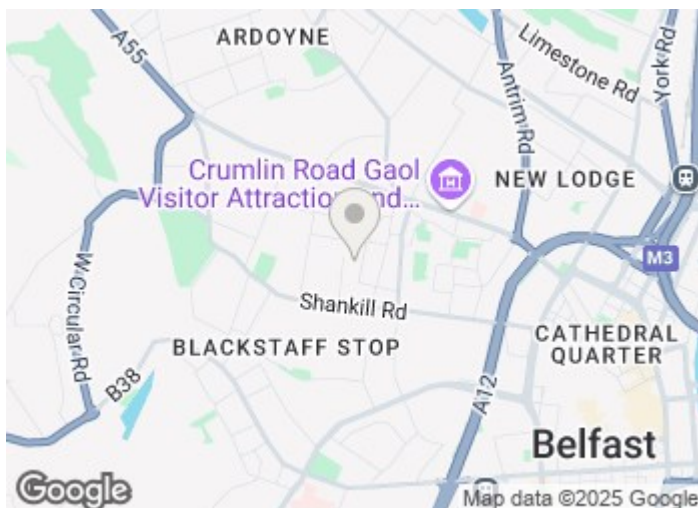 ARDOYNE
A55
Limestone Rd
York Rd
Antrim Rd
Crumlin Road Gaol
Visitor Attraction and...
NEW LODGE
M3
W Circular Rd
Shankill Rd
BLACKSTAFF STOP
CATHEDRAL
QUARTER
B38
A12
Belfast
Google
Map data ©2025 Google